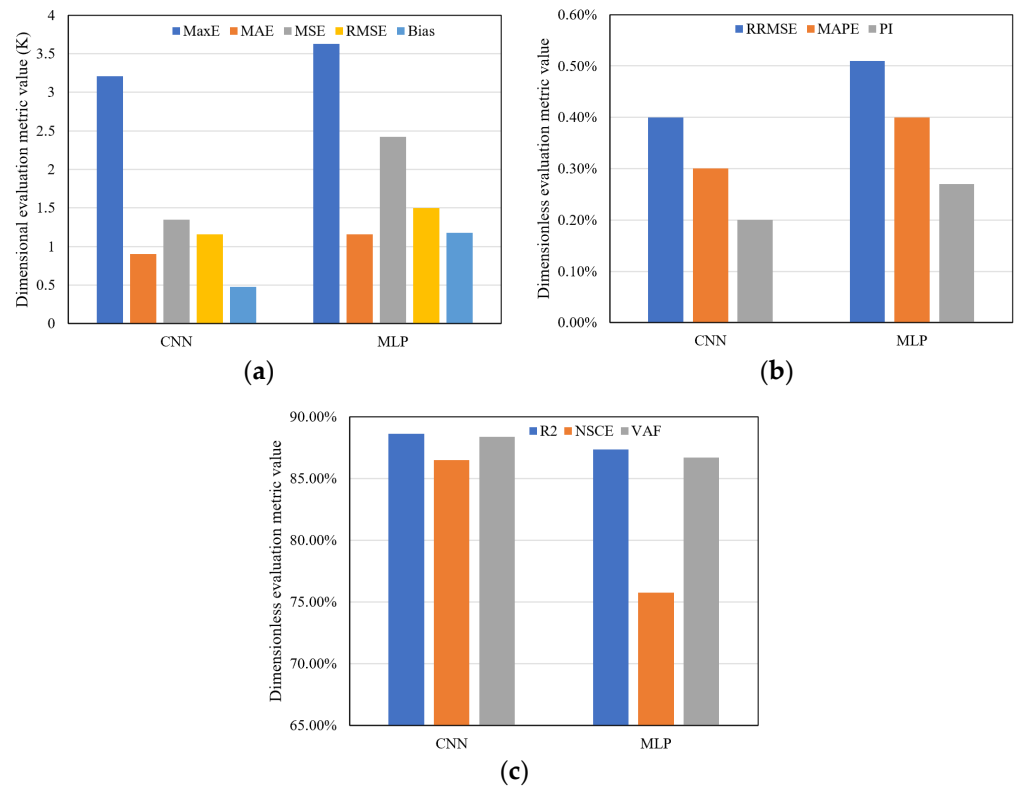 MaxE MAE MSE RMSE Bias
Dimensional evaluation metric value (K)
4
3.5
3
2.5
2
1.5
1
0.5
0
CNN MLP
(a)
RRMSE MAPE PI
Dimensionless evaluation metric value
0.60%
0.50%
0.40%
0.30%
0.20%
0.10%
0.00%
CNN MLP
(b)
R2 NSCE VAF
Dimensionless evaluation metric value
90.00%
85.00%
80.00%
75.00%
70.00%
65.00%
CNN MLP
(c)